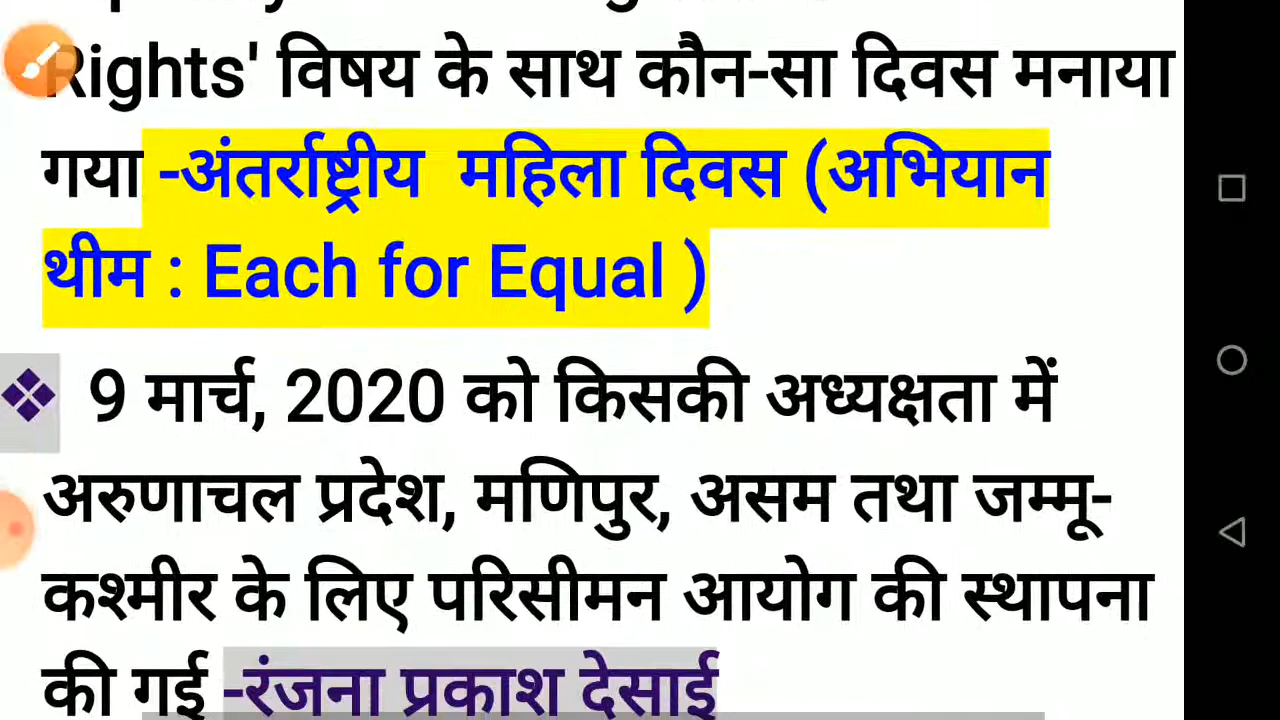 Rights' विषय के साथ कौन-सा दिवस मनाया
गया -अंतर्राष्ट्रीय महिला दिवस (अभियान
थीम : Each for Equal )
❖ 9 मार्च, 2020 को किसकी अध्यक्षता में
अरुणाचल प्रदेश, मणिपुर, असम तथा जम्मू-
कश्मीर के लिए परिसीमन आयोग की स्थापना
की गई -रंजना प्रकाश देसाई